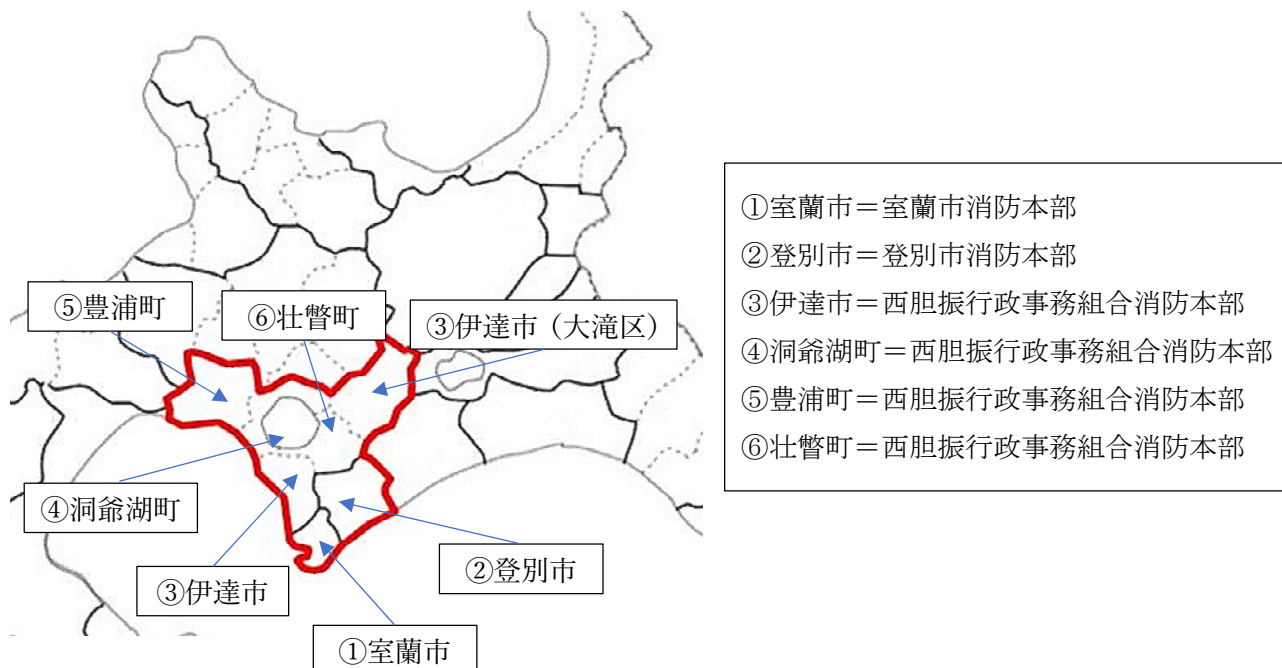 ⑤豊浦町
⑥壮瞥町
③伊達市（大滝区）
④洞爺湖町
③伊達市
②登別市
①室蘭市
①室蘭市＝室蘭市消防本部
②登別市＝登別市消防本部
③伊達市＝西胆振行政事務組合消防本部
④洞爺湖町＝西胆振行政事務組合消防本部
⑤豊浦町＝西胆振行政事務組合消防本部
⑥壮瞥町＝西胆振行政事務組合消防本部